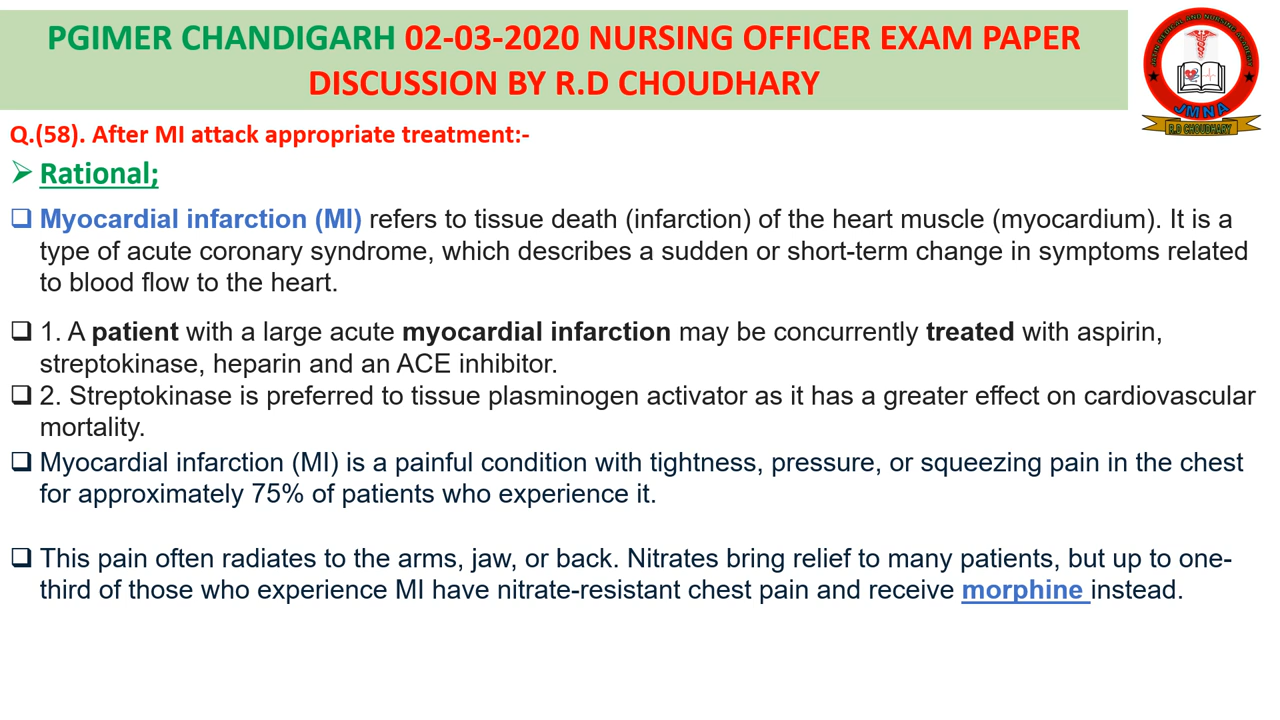 PGIMER CHANDIGARH 02-03-2020 NURSING OFFICER EXAM PAPER
DISCUSSION BY R.D CHOUDHARY
JMNA
R.D CHOUDHARY
Q.(58). After MI attack appropriate treatment:-
Rational;
Myocardial infarction (MI) refers to tissue death (infarction) of the heart muscle (myocardium). It is a
type of acute coronary syndrome, which describes a sudden or short-term change in symptoms related
to blood flow to the heart.
1. A patient with a large acute myocardial infarction may be concurrently treated with aspirin,
streptokinase, heparin and an ACE inhibitor.
2. Streptokinase is preferred to tissue plasminogen activator as it has a greater effect on cardiovascular
mortality.
Myocardial infarction (MI) is a painful condition with tightness, pressure, or squeezing pain in the chest
for approximately 75% of patients who experience it.
This pain often radiates to the arms, jaw, or back. Nitrates bring relief to many patients, but up to one-
third of those who experience MI have nitrate-resistant chest pain and receive morphine instead.